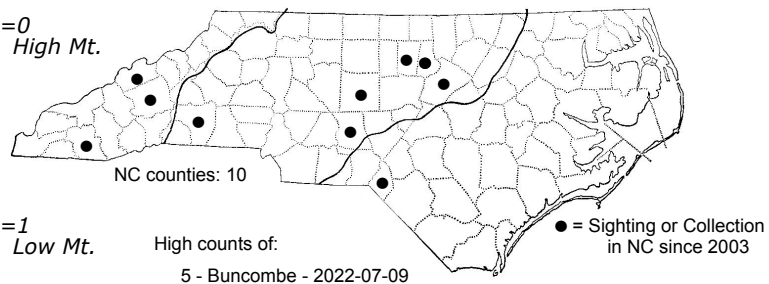 =0
High Mt.
NC counties: 10
=1
Low Mt.
High counts of:
5 - Buncombe - 2022-07-09
● = Sighting or Collection
in NC since 2003